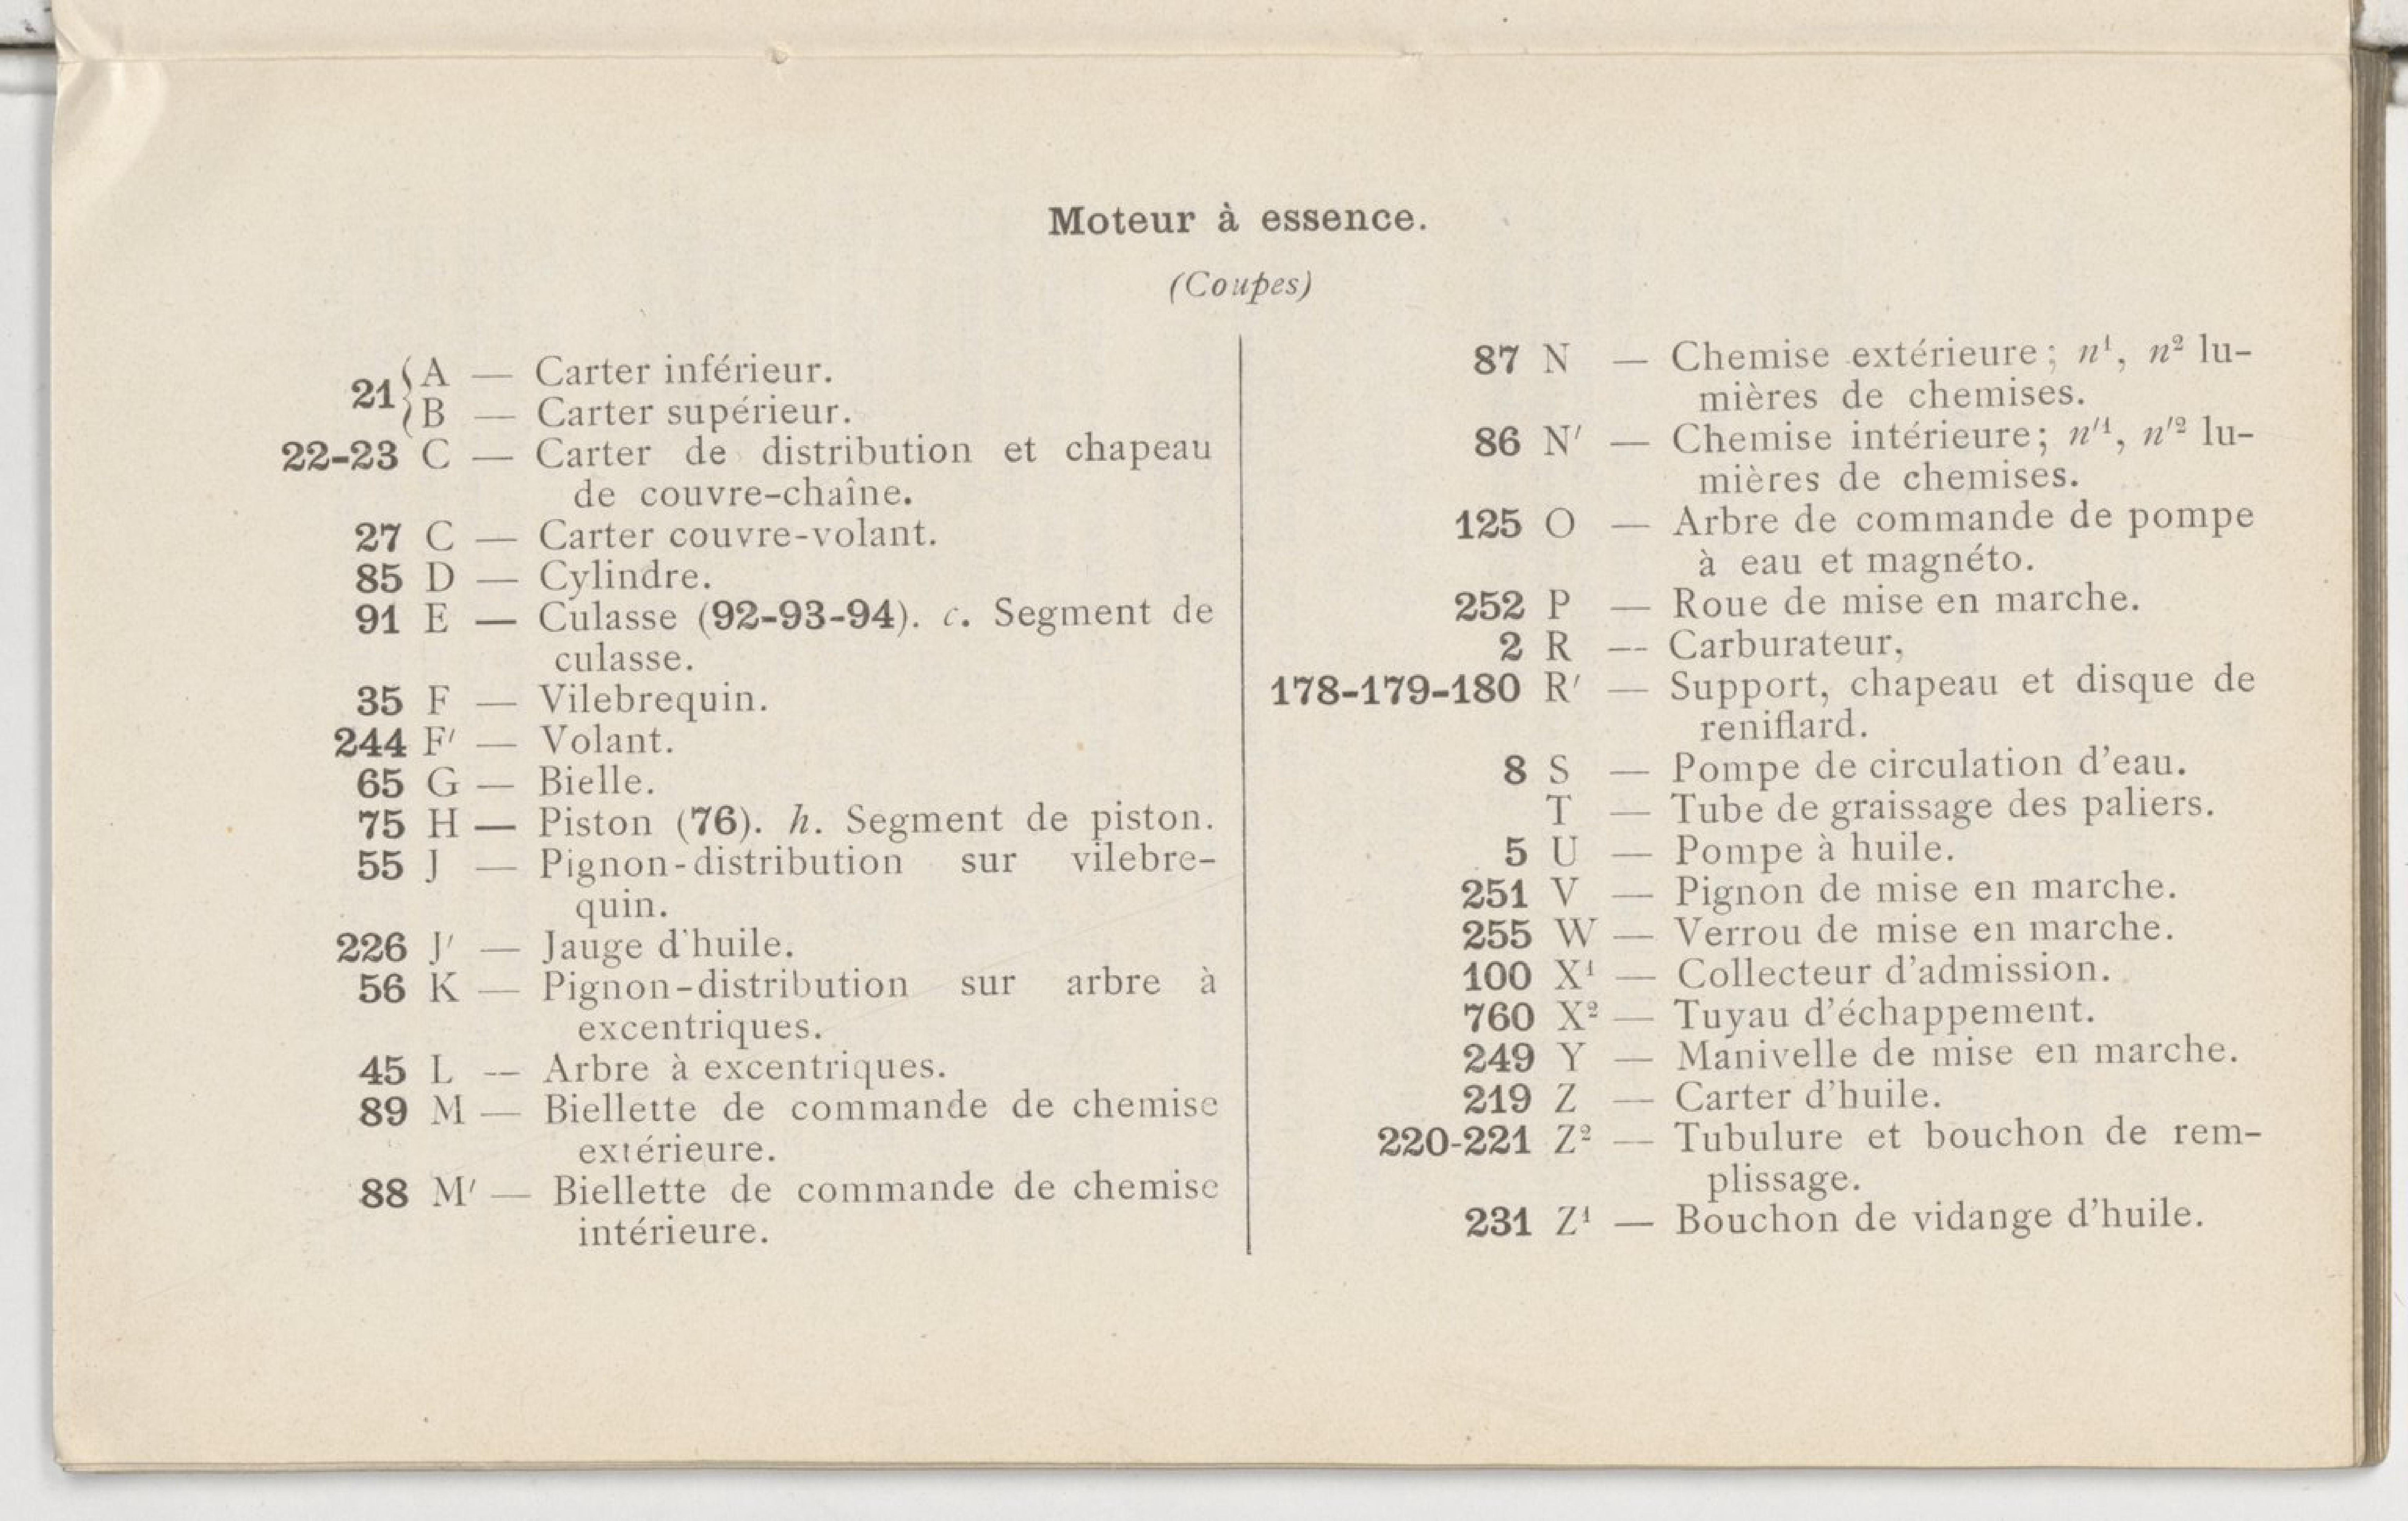 Moteur à essence.
(Coupes)
21 { A — Carter inférieur.
B — Carter supérieur.
22-23 C — Carter de distribution et chapeau
de couvre-chaîne.
27 C — Carter couvre-volant.
85 D — Cylindre.
91 E — Culasse (92-93-94). c. Segment de
culasse.
35 F — Vilebrequin.
244 F' — Volant.
65 G — Bielle.
75 H — Piston (76). h. Segment de piston.
55 J — Pignon-distribution sur vilebre-
quin.
226 J' — Jauge d'huile.
56 K — Pignon-distribution sur arbre à
excentriques.
45 L — Arbre à excentriques.
89 M — Biellette de commande de chemise
extérieure.
88 M' — Biellette de commande de chemise
intérieure.
87 N — Chemise extérieure ; n¹, n² lu-
mières de chemises.
86 N' — Chemise intérieure ; n'¹, n'² lu-
mières de chemises.
125 O — Arbre de commande de pompe
à eau et magnéto.
252 P — Roue de mise en marche.
2 R — Carburateur,
178-179-180 R' — Support, chapeau et disque de
reniflard.
8 S — Pompe de circulation d'eau.
T — Tube de graissage des paliers.
5 U — Pompe à huile.
251 V — Pignon de mise en marche.
255 W — Verrou de mise en marche.
100 X¹ — Collecteur d'admission.
760 X² — Tuyau d'échappement.
249 Y — Manivelle de mise en marche.
219 Z — Carter d'huile.
220-221 Z² — Tubulure et bouchon de rem-
plissage.
231 Z¹ — Bouchon de vidange d'huile.